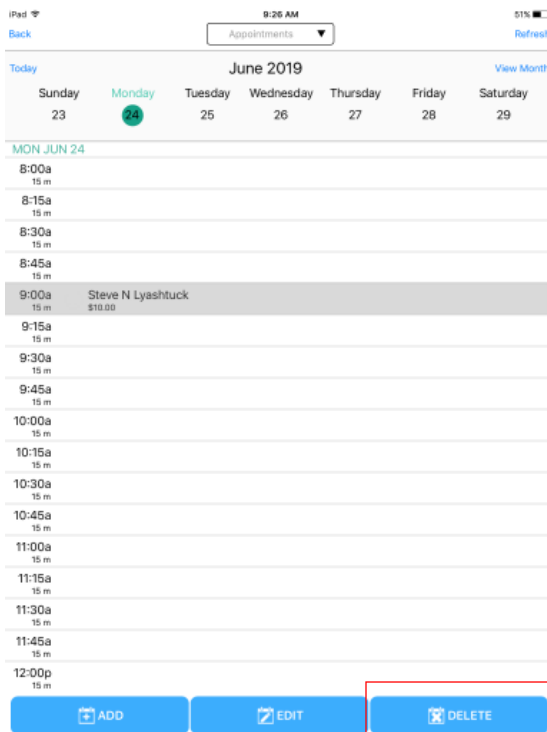 iPad 9:26 AM 51%
Back Appointments ▼ Refresh
Today June 2019 View Month
Sunday Monday Tuesday Wednesday Thursday Friday Saturday
23 24 25 26 27 28 29
MON JUN 24
8:00a
15 m
8:15a
15 m
8:30a
15 m
8:45a
15 m
9:00a Steve N Lyashtuck
15 m $10.00
9:15a
15 m
9:30a
15 m
9:45a
15 m
10:00a
15 m
10:15a
15 m
10:30a
15 m
10:45a
15 m
11:00a
15 m
11:15a
15 m
11:30a
15 m
11:45a
15 m
12:00p
15 m
ADD EDIT DELETE